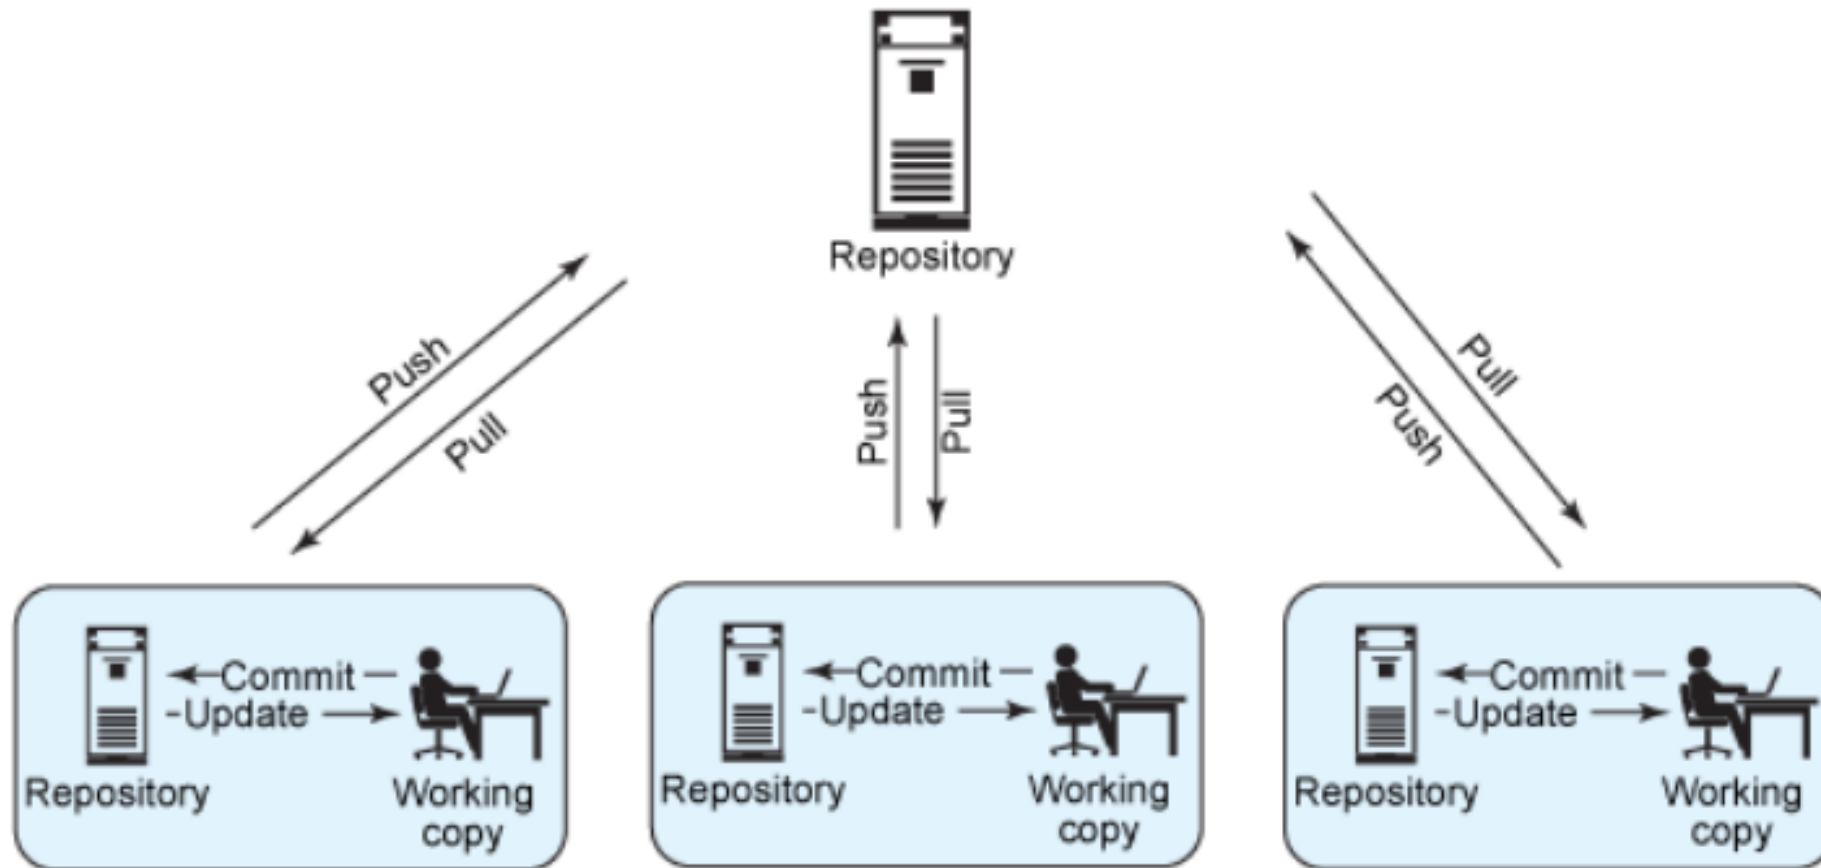 Repository
Push
Pull
Push
Pull
Pull
Push
Commit
Update
Repository
Working
copy
Commit
Update
Repository
Working
copy
Commit
Update
Repository
Working
copy